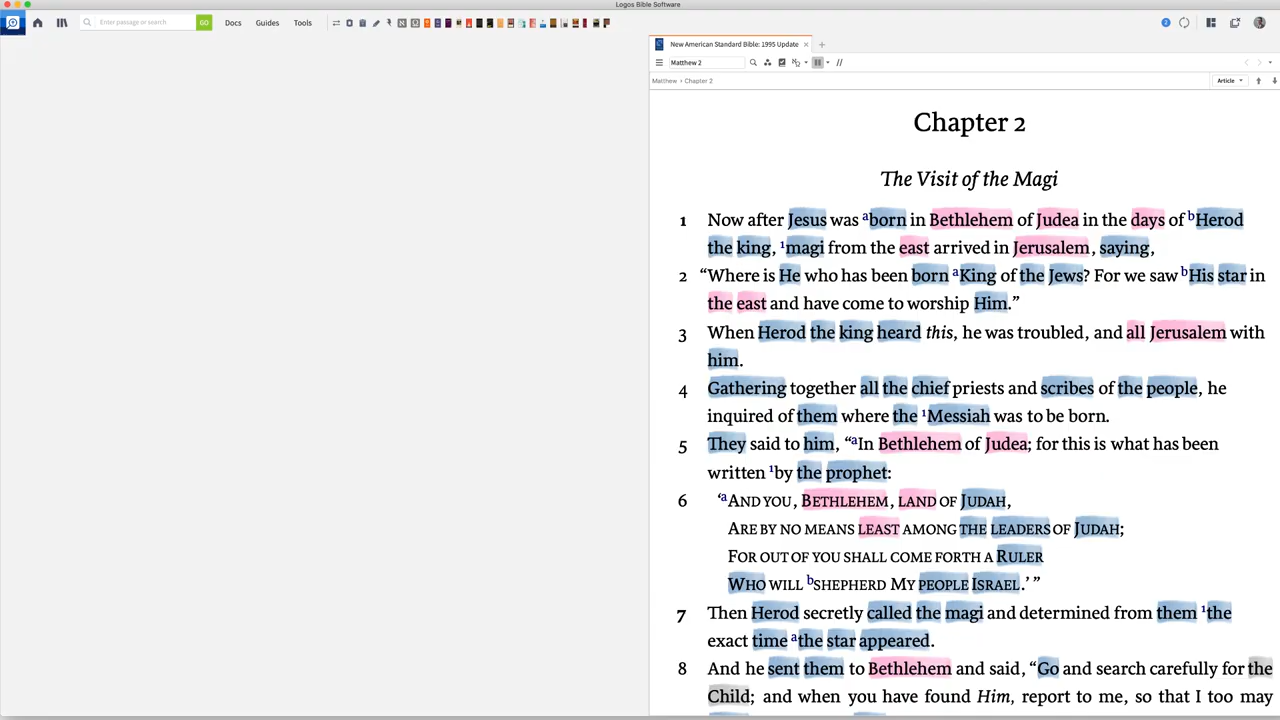 Logos Bible Software
Enter passage or search
GO
Docs
Guides
Tools
2
New American Standard Bible: 1995 Update
Matthew 2
Matthew › Chapter 2
Article
Chapter 2
The Visit of the Magi
1 Now after Jesus was aborn in Bethlehem of Judea in the days of bHerod
the king, 1magi from the east arrived in Jerusalem, saying,
2 “Where is He who has been born aKing of the Jews? For we saw bHis star in
the east and have come to worship Him.”
3 When Herod the king heard this, he was troubled, and all Jerusalem with
him.
4 Gathering together all the chief priests and scribes of the people, he
inquired of them where the 1Messiah was to be born.
5 They said to him, “aIn Bethlehem of Judea; for this is what has been
written 1by the prophet:
6 ‘aAND YOU, BETHLEHEM, LAND OF JUDAH,
ARE BY NO MEANS LEAST AMONG THE LEADERS OF JUDAH;
FOR OUT OF YOU SHALL COME FORTH A RULER
WHO WILL bSHEPHERD MY PEOPLE ISRAEL.’ ”
7 Then Herod secretly called the magi and determined from them 1the
exact time athe star appeared.
8 And he sent them to Bethlehem and said, “Go and search carefully for the
Child; and when you have found Him, report to me, so that I too may